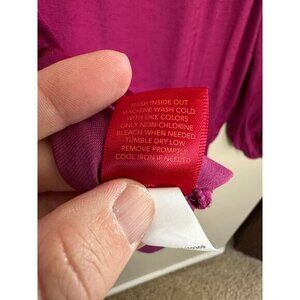 WASH INSIDE OUT
MACHINE WASH COLD
WITH LIKE COLORS
ONLY NON-CHLORINE
BLEACH WHEN NEEDED
TUMBLE DRY LOW
REMOVE PROMPTLY
COOL IRON IF NEEDED